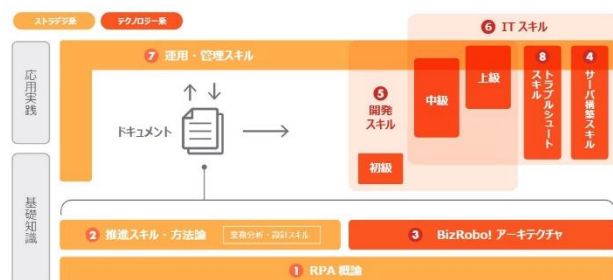 ストラテジ系
テクノロジー系
6 ITスキル
7 運用・管理スキル
8 トラブルシュートスキル
4 サーバ構築スキル
応用実践
上級
5 開発スキル
中級
ドキュメント
初級
基礎知識
2 推進スキル・方法論
業務分析・設計スキル
3 BizRobo! アーキテクチャ
1 RPA 概論